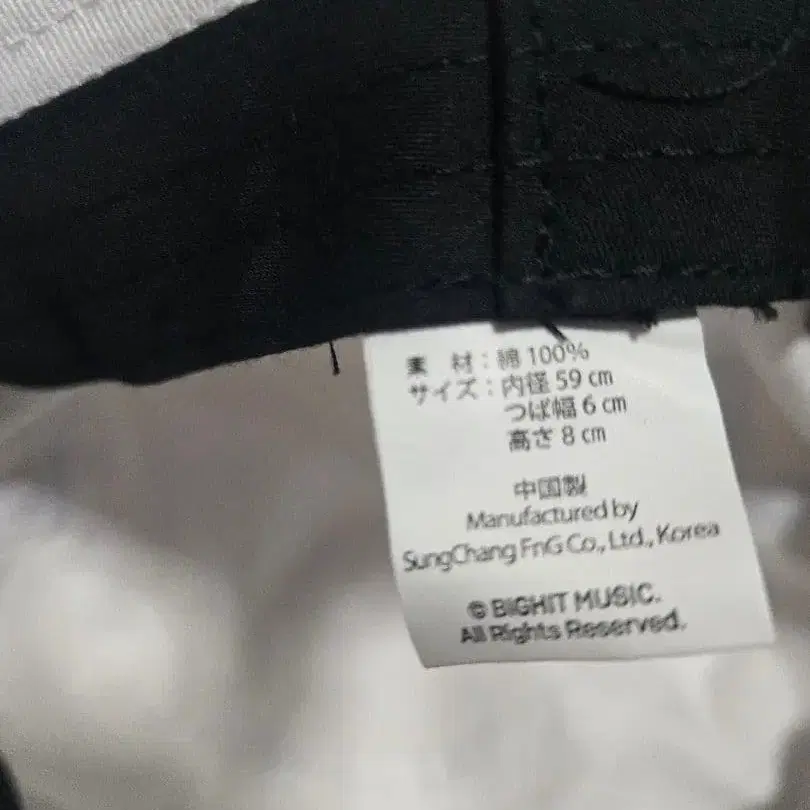 素 材：綿 100%
サイズ：内径 59 cm
つば幅 6 cm
高さ 8 cm
中国製
Manufactured by
SungChang FnG Co., Ltd., Korea
© BIGHIT MUSIC.
All Rights Reserved.